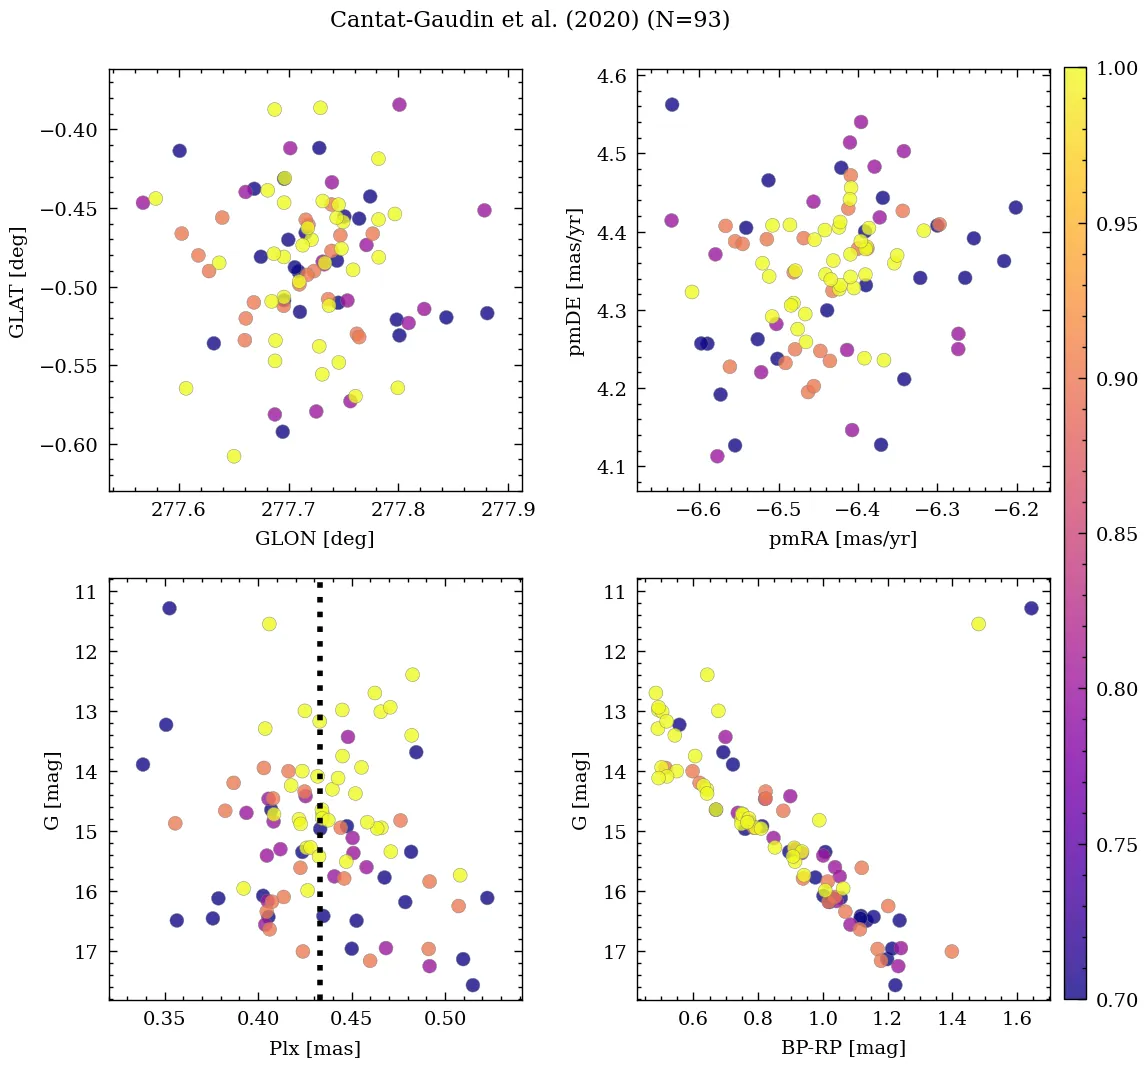 Cantat-Gaudin et al. (2020) (N=93)
−0.40
−0.45
−0.50
−0.55
−0.60
GLAT [deg]
277.6 277.7 277.8 277.9
GLON [deg]
4.6
4.5
4.4
4.3
4.2
4.1
pmDE [mas/yr]
−6.6 −6.5 −6.4 −6.3 −6.2
pmRA [mas/yr]
1.00
0.95
0.90
0.85
0.80
0.75
0.70
11
12
13
14
15
16
17
G [mag]
0.35 0.40 0.45 0.50
Plx [mas]
11
12
13
14
15
16
17
G [mag]
0.6 0.8 1.0 1.2 1.4 1.6
BP-RP [mag]